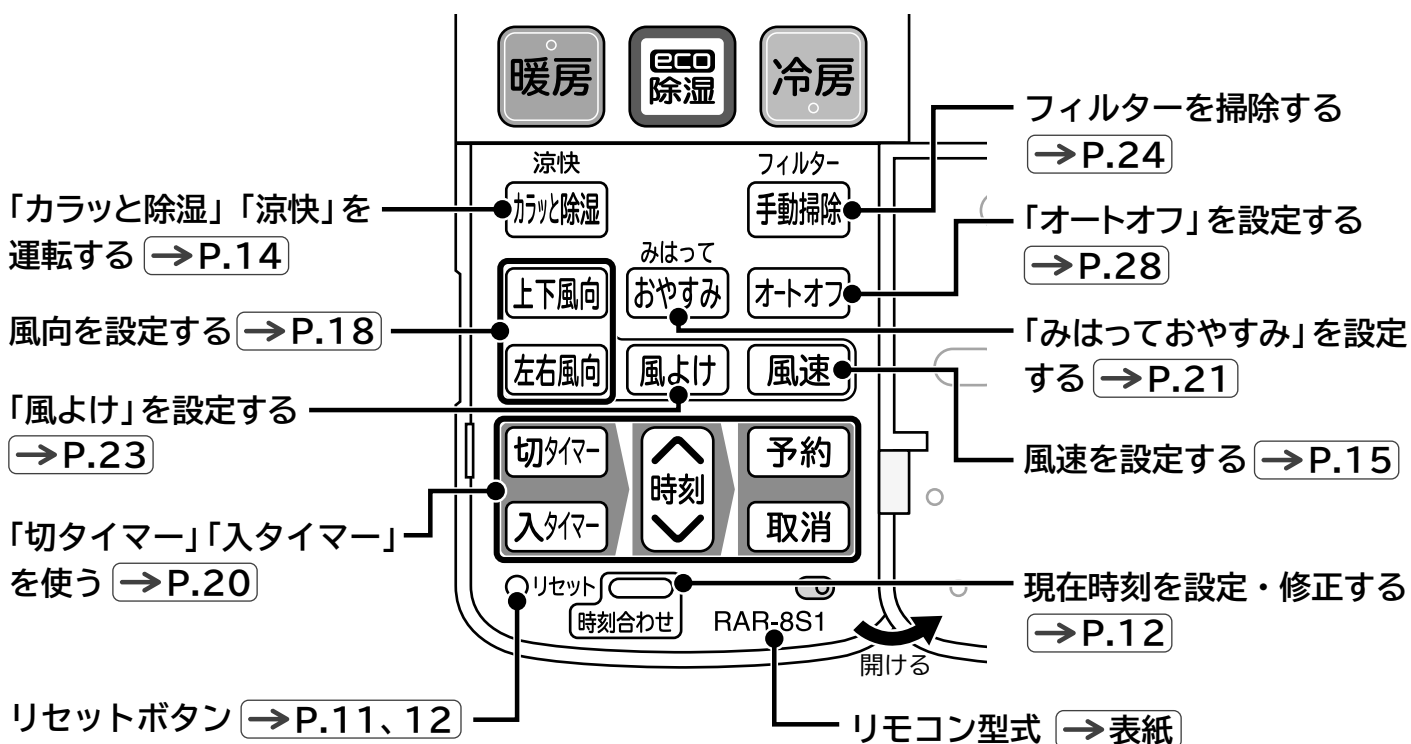 暖房
eco
除湿
冷房
涼快
カラッと除湿
フィルター
手動掃除
みはって
上下風向
おやすみ
オートオフ
左右風向
風よけ
風速
切タイマー
時刻
予約
入タイマー
取消
リセット
時刻合わせ
RAR-8S1
開ける
「カラッと除湿」「涼快」を
運転する→P.14
風向を設定する→P.18
「風よけ」を設定する
→P.23
「切タイマー」「入タイマー」
を使う→P.20
リセットボタン→P.11、12
フィルターを掃除する
→P.24
「オートオフ」を設定する
→P.28
「みはっておやすみ」を設定
する→P.21
風速を設定する→P.15
現在時刻を設定・修正する
→P.12
リモコン型式→表紙